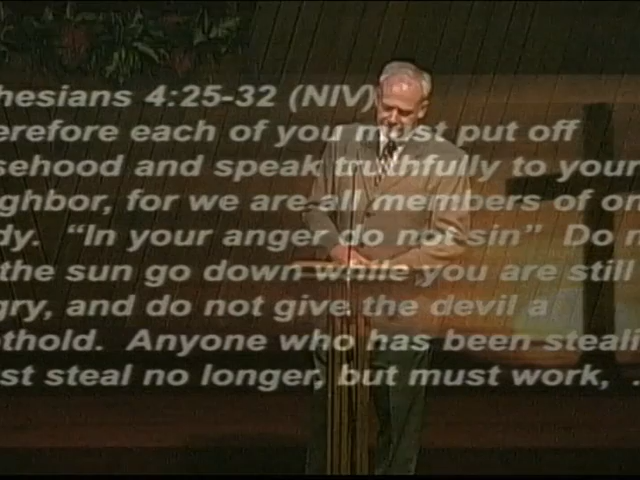 hesians 4:25-32 (NIV)
erefore each of you must put off
sehood and speak truthfully to your
ghbor, for we are all members of on
dy. “In your anger do not sin” Do n
the sun go down while you are still
gry, and do not give the devil a
othold. Anyone who has been steali
st steal no longer, but must work, .